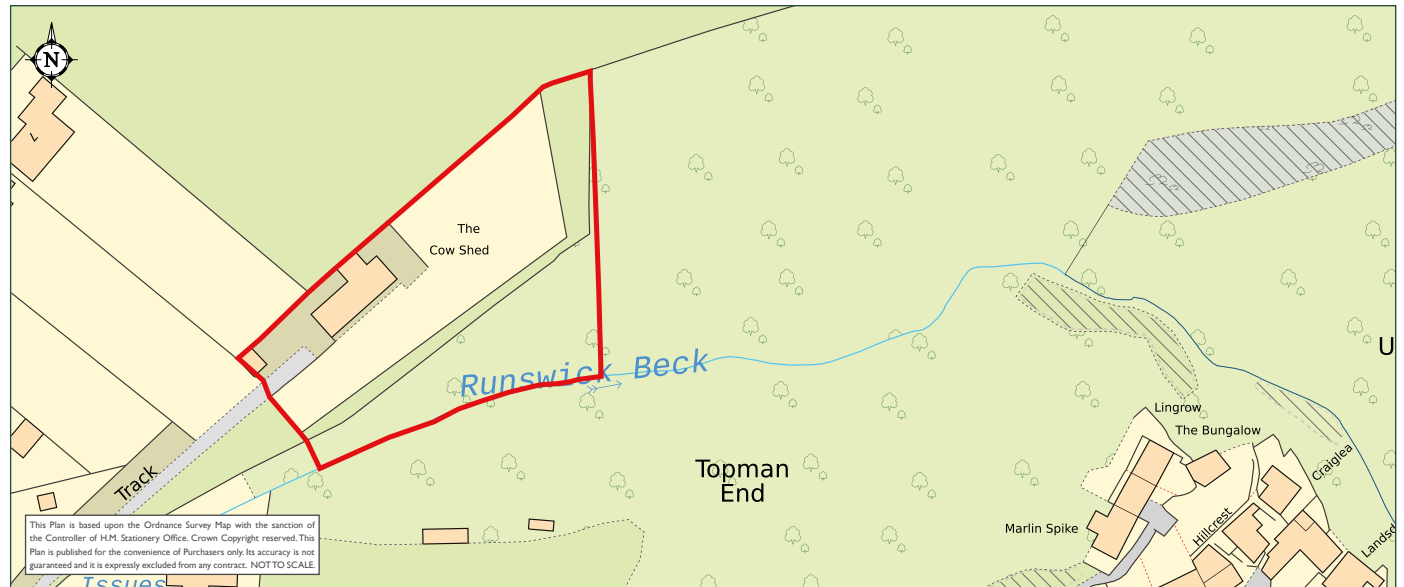 N
The
Cow Shed
Runswick Beck
U
Lingrow
The Bungalow
Craiglea
Topman
End
Track
Marlin Spike
Hillcrest
Landsd
This Plan is based upon the Ordnance Survey Map with the sanction of
the Controller of H.M. Stationery Office. Crown Copyright reserved. This
Plan is published for the convenience of Purchasers only. Its accuracy is not
guaranteed and it is expressly excluded from any contract. NOT TO SCALE.
Issues